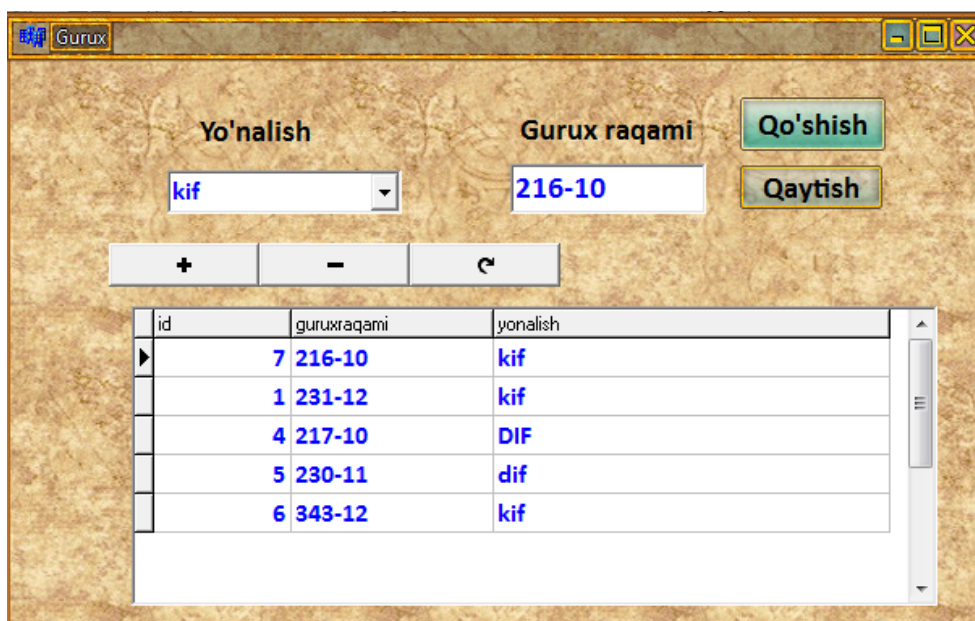 Gurux
Yo'nalish Gurux raqami Qo'shish
kif 216-10 Qaytish
+ −
id guruxraqami yonalish
7 216-10 kif
1 231-12 kif
4 217-10 DIF
5 230-11 dif
6 343-12 kif